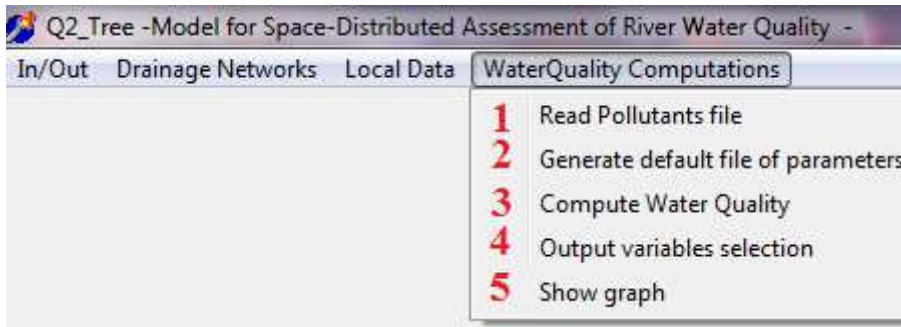 Q2_Tree -Model for Space-Distributed Assessment of River Water Quality -
In/Out Drainage Networks Local Data WaterQuality Computations
1 Read Pollutants file
2 Generate default file of parameters
3 Compute Water Quality
4 Output variables selection
5 Show graph